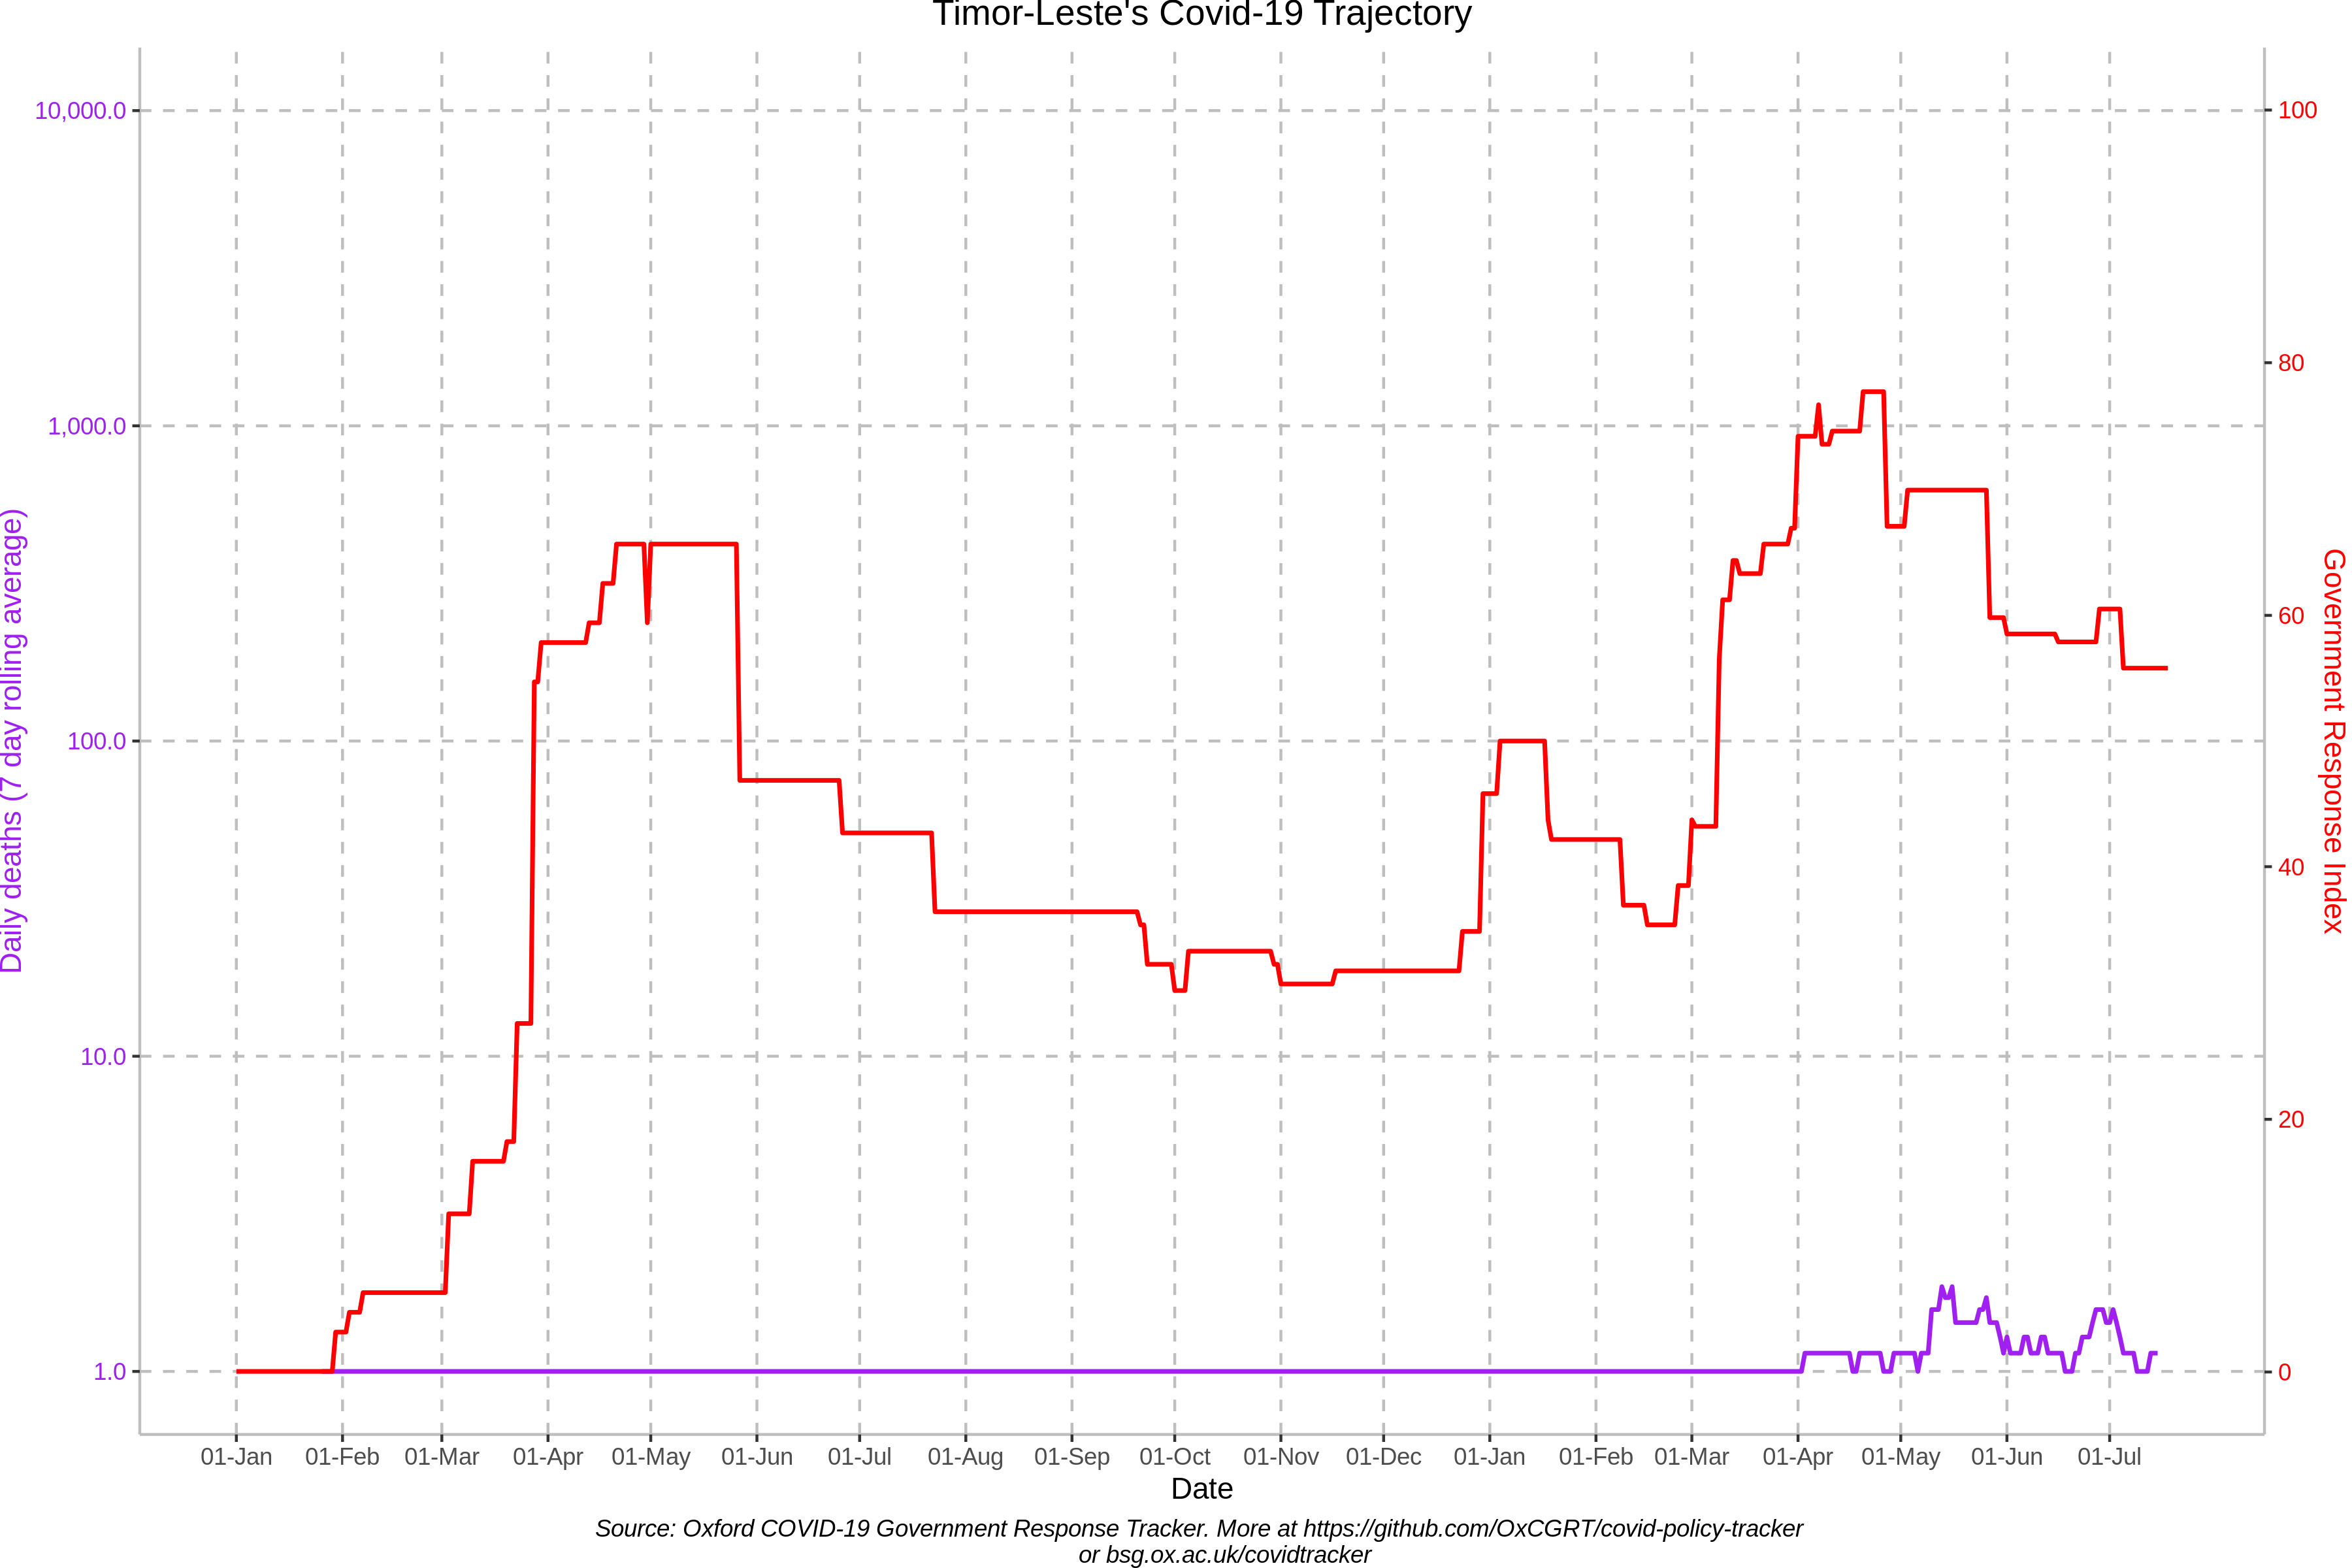 Timor-Leste's Covid-19 Trajectory
10,000.0
1,000.0
100.0
10.0
1.0
Daily deaths (7 day rolling average)
100
80
60
40
20
0
Government Response Index
01-Jan 01-Feb 01-Mar 01-Apr 01-May 01-Jun 01-Jul 01-Aug 01-Sep 01-Oct 01-Nov 01-Dec 01-Jan 01-Feb 01-Mar 01-Apr 01-May 01-Jun 01-Jul
Date
Source: Oxford COVID-19 Government Response Tracker. More at https://github.com/OxCGRT/covid-policy-tracker
or bsg.ox.ac.uk/covidtracker